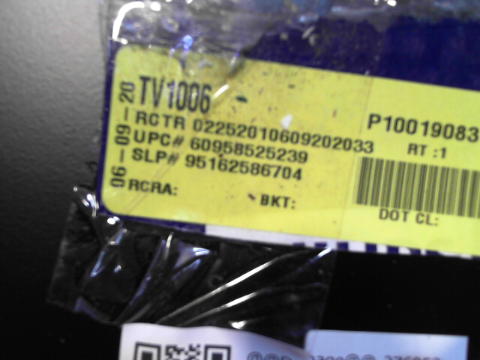 06-09-20
TV1006
RCTR 02252010609202033
UPC# 60958525239
SLP# 95162586704
RCRA:
BKT:
P10019083
RT :1
DOT CL: